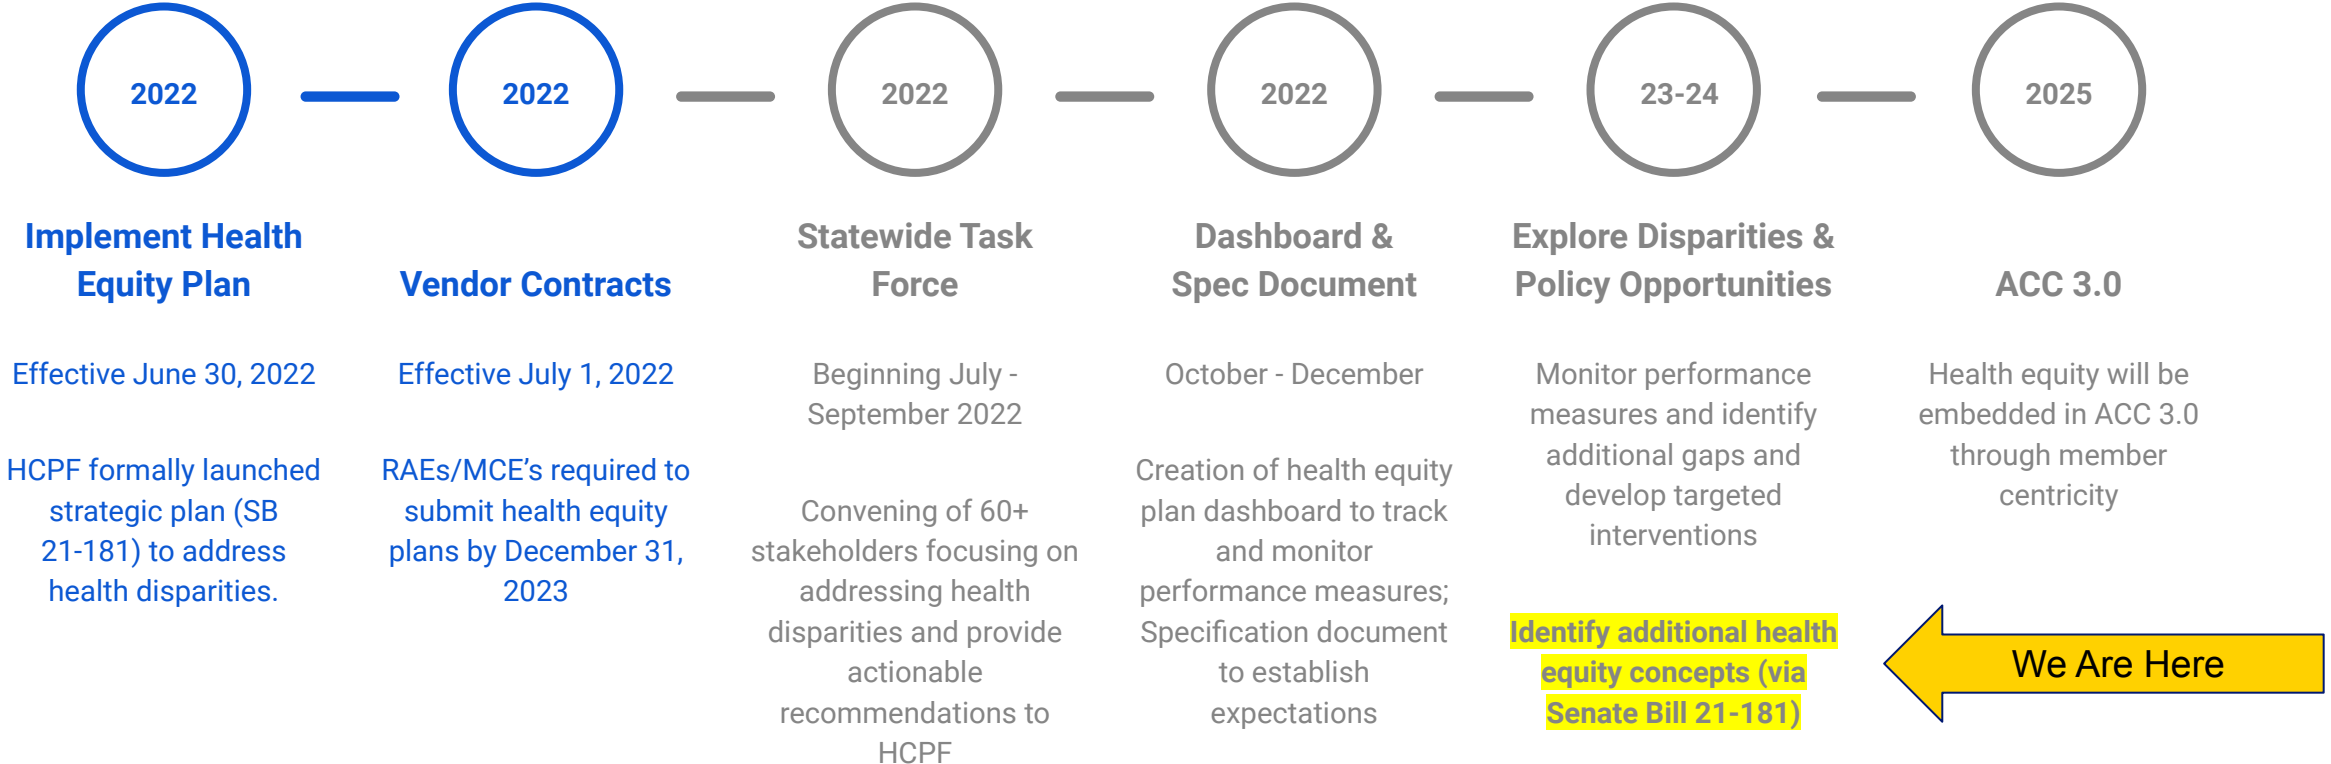 2022
Implement Health
Equity Plan
Effective June 30, 2022
HCPF formally launched
strategic plan (SB
21-181) to address
health disparities.
2022
Vendor Contracts
Effective July 1, 2022
RAEs/MCE’s required to
submit health equity
plans by December 31,
2023
2022
Statewide Task
Force
Beginning July -
September 2022
Convening of 60+
stakeholders focusing on
addressing health
disparities and provide
actionable
recommendations to
HCPF
2022
Dashboard &
Spec Document
October - December
Creation of health equity
plan dashboard to track
and monitor
performance measures;
Specification document
to establish
expectations
23-24
Explore Disparities &
Policy Opportunities
Monitor performance
measures and identify
additional gaps and
develop targeted
interventions
Identify additional health
equity concepts (via
Senate Bill 21-181)
2025
ACC 3.0
Health equity will be
embedded in ACC 3.0
through member
centricity
We Are Here